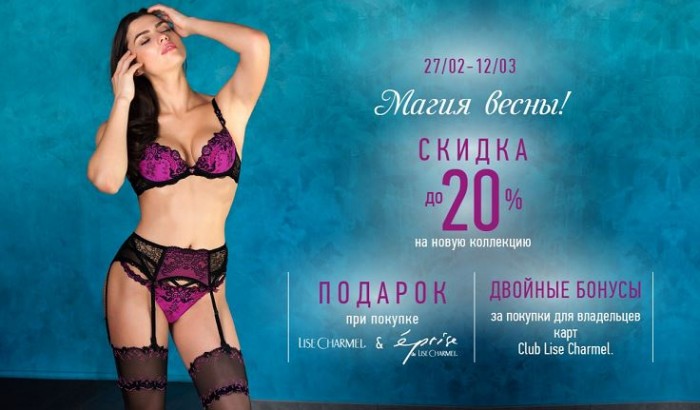 27/02-12/03
Магия весны!
СКИДКА
до 20%
на новую коллекцию
ПОДАРОК
при покупке
LISE CHARMEL & éprise
de LISE CHARMEL
ДВОЙНЫЕ БОНУСЫ
за покупки для владельцев
карт
Club Lise Charmel.